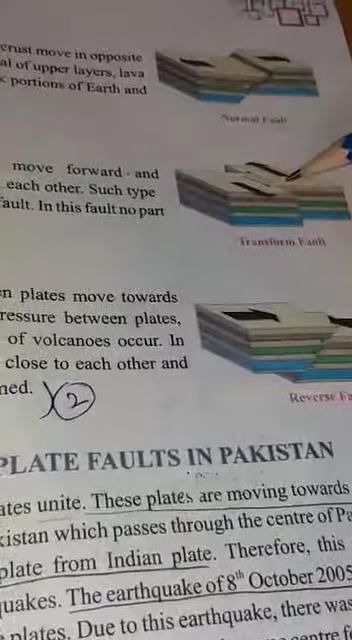 crust move in opposite
al of upper layers, lava
portions of Earth and
Normal Fault
move forward and
each other. Such type
fault. In this fault no part
Transform Fault
n plates move towards
ressure between plates,
of volcanoes occur. In
close to each other and
ned. 2
Reverse Fa
PLATE FAULTS IN PAKISTAN
ates unite. These plates are moving towards
kistan which passes through the centre of Pa
plate from Indian plate. Therefore, this
quakes. The earthquake of 8th October 2005
plates. Due to this earthquake, there was
centre f